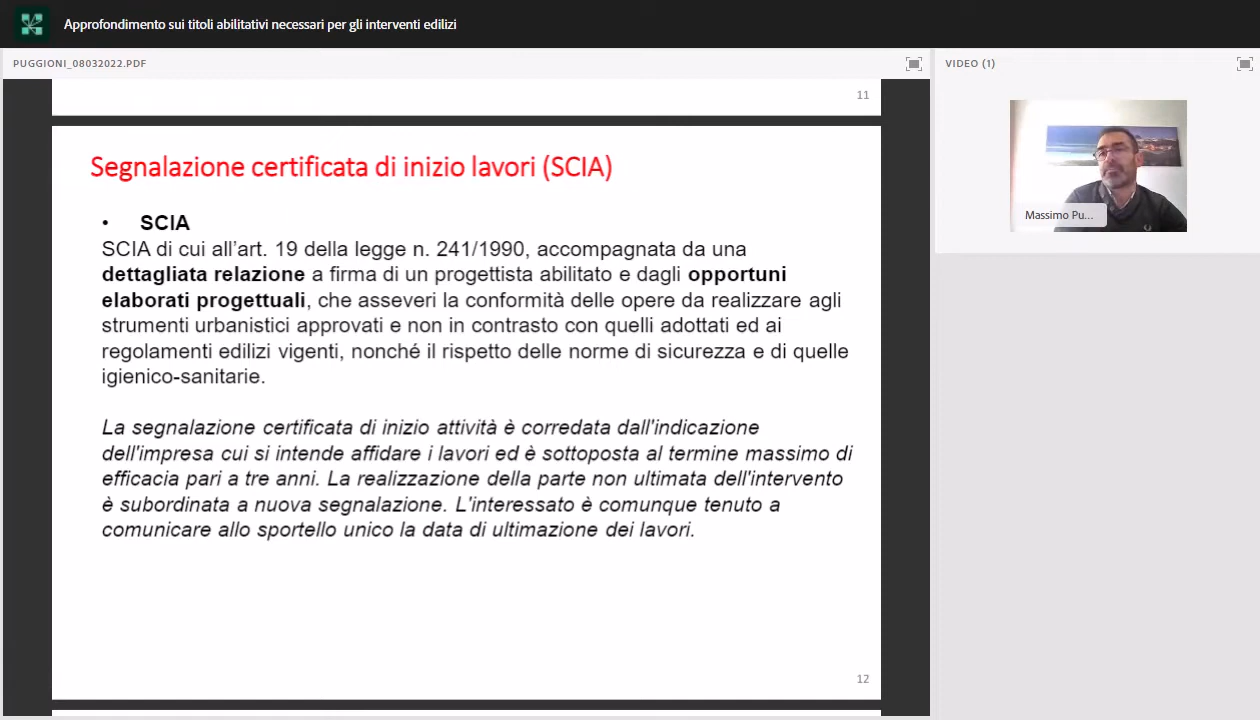 Approfondimento sui titoli abilitativi necessari per gli interventi edilizi
PUGGIONI_08032022.PDF
VIDEO (1)
11
Segnalazione certificata di inizio lavori (SCIA)
• SCIA
SCIA di cui all'art. 19 della legge n. 241/1990, accompagnata da una
dettagliata relazione a firma di un progettista abilitato e dagli opportuni
elaborati progettuali, che asseveri la conformità delle opere da realizzare agli
strumenti urbanistici approvati e non in contrasto con quelli adottati ed ai
regolamenti edilizi vigenti, nonché il rispetto delle norme di sicurezza e di quelle
igienico-sanitarie.
La segnalazione certificata di inizio attività è corredata dall'indicazione
dell'impresa cui si intende affidare i lavori ed è sottoposta al termine massimo di
efficacia pari a tre anni. La realizzazione della parte non ultimata dell'intervento
è subordinata a nuova segnalazione. L'interessato è comunque tenuto a
comunicare allo sportello unico la data di ultimazione dei lavori.
12
Massimo Pu...